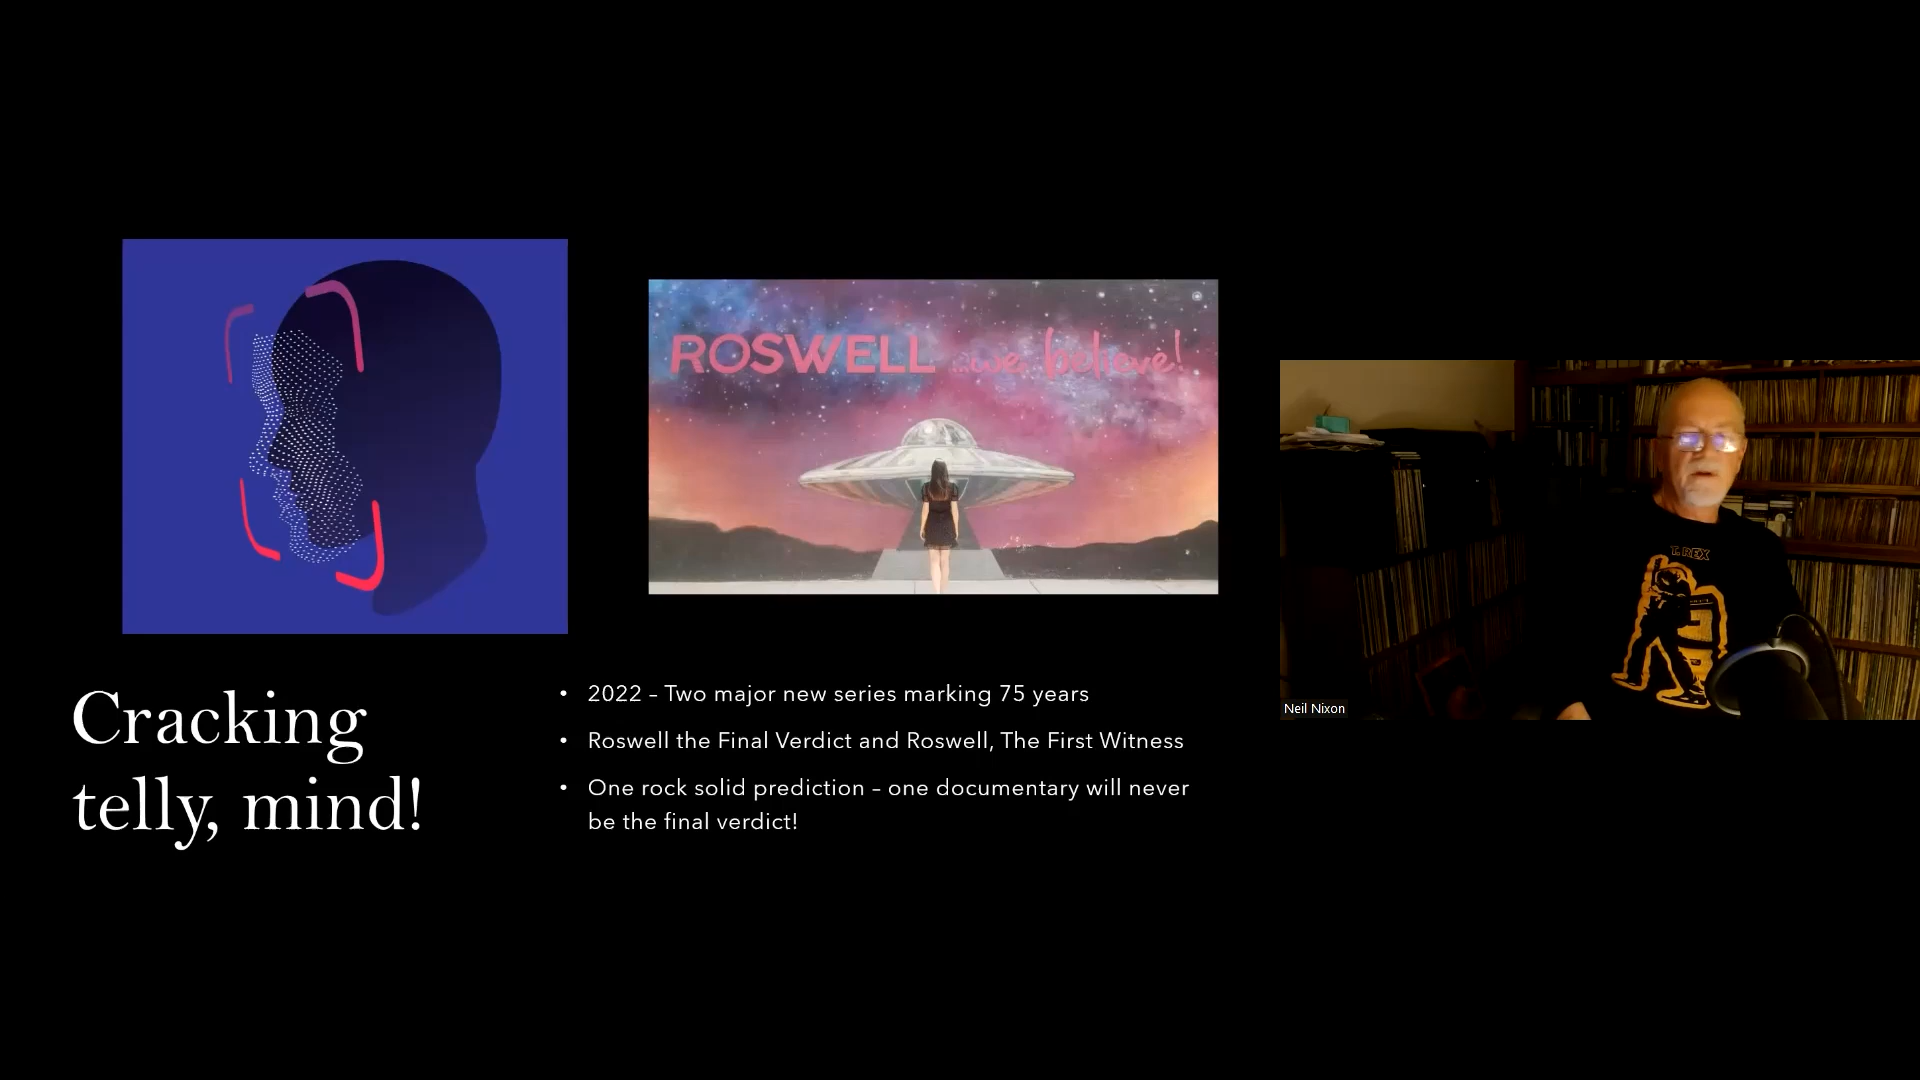 ROSWELL ...we believe!
Cracking
telly, mind!
• 2022 – Two major new series marking 75 years
• Roswell the Final Verdict and Roswell, The First Witness
• One rock solid prediction – one documentary will never
be the final verdict!
T. REX
Neil Nixon